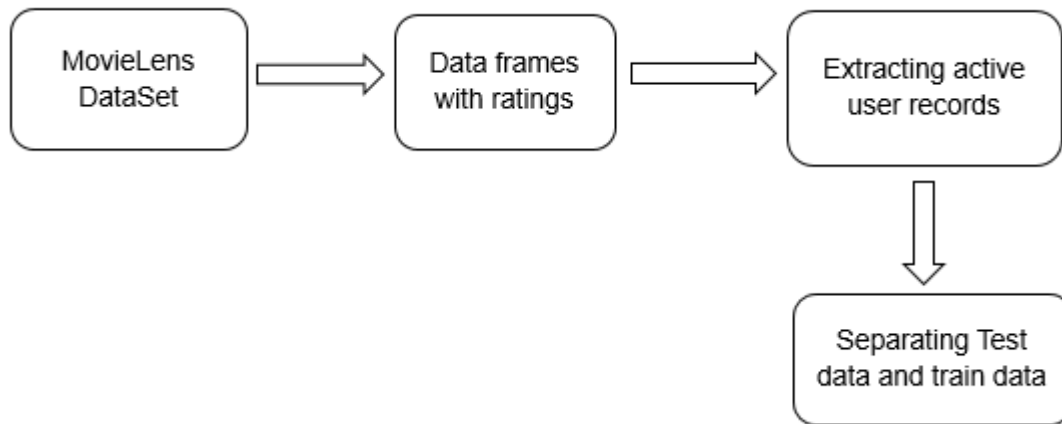 MovieLens
DataSet
Data frames
with ratings
Extracting active
user records
Separating Test
data and train data